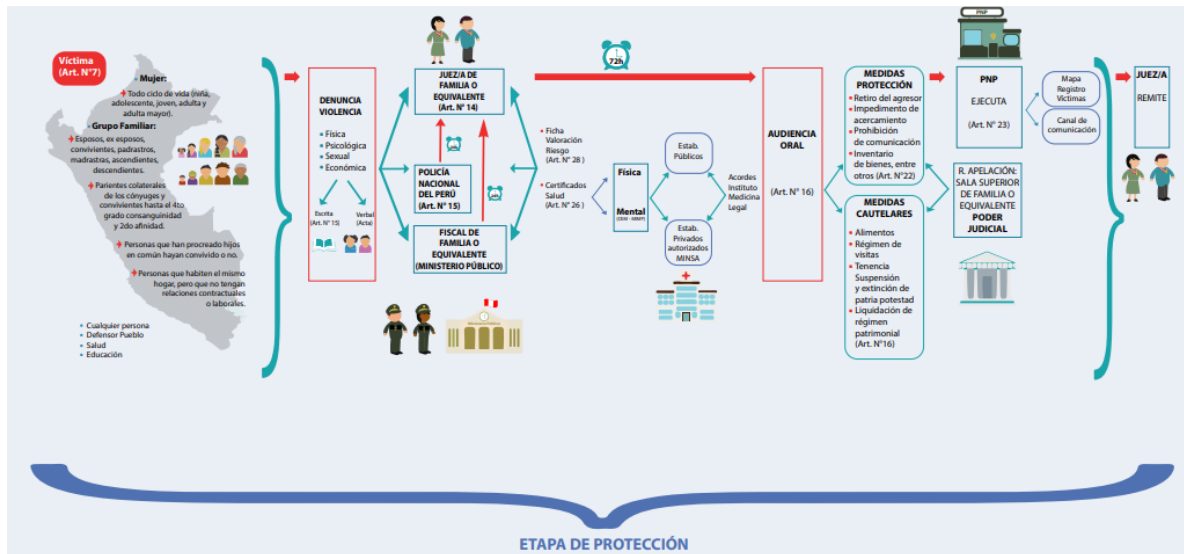 Víctima
(Art. N°7)
- Mujer:
Todo ciclo de vida (niña,
adolescente, joven, adulta y
adulta mayor).
- Grupo Familiar:
Esposos, ex esposos,
convivientes, padrastros,
madrastras, ascendientes,
descendientes.
Parientes colaterales
de los cónyuges y
convivientes hasta el 4to
grado consanguinidad
y 2do afinidad.
Personas que han procreado hijos
en común hayan convivido o no.
Personas que habiten el mismo
hogar, pero que no tengan
relaciones contractuales
o laborales.
Cualquier persona
Defensor Pueblo
Salud
Educación
DENUNCIA
VIOLENCIA
Física
Psicológica
Sexual
Económica
Escrita
(Art. N° 15)
Verbal
(Acta)
JUEZ/A DE
FAMILIA O
EQUIVALENTE
(Art. N° 14)
POLICÍA
NACIONAL
DEL PERÚ
(Art. N° 15)
FISCAL DE
FAMILIA O
EQUIVALENTE
(MINISTERIO PÚBLICO)
72h
Ficha
Valoración
Riesgo
(Art. N° 28 )
Certificados
Salud
(Art. N° 26 )
Física
Mental
Estab.
Públicos
Estab.
Privados
autorizados
MINSA
Acordes
Instituto
Medicina
Legal
AUDIENCIA
ORAL
(Art. N° 16)
MEDIDAS
PROTECCIÓN
Retiro del agresor
Impedimento de
acercamiento
Prohibición
de comunicación
Inventario
de bienes, entre
otros (Art. N°22)
MEDIDAS
CAUTELARES
Alimentos
Régimen de
visitas
Tenencia
Suspensión
y extinción de
patria potestad
Liquidación de
régimen
patrimonial
(Art. N°16)
PNP
PNP
EJECUTA
(Art. N° 23)
Mapa
Registro
Víctimas
Canal de
comunicación
R. APELACIÓN:
SALA SUPERIOR
DE FAMILIA O
EQUIVALENTE
PODER
JUDICIAL
JUEZ/A
REMITE
ETAPA DE PROTECCIÓN